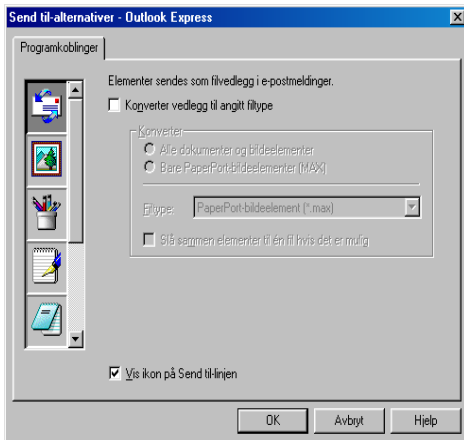 Send til-alternativer - Outlook Express
Programkoblinger
Elementer sendes som filvedlegg i e-postmeldinger.
Konverter vedlegg til angitt filtype
Konverter
Alle dokumenter og bildeelementer
Bare PaperPort-bildeelementer (MAX)
Filtype: PaperPort-bildeelement (*.max)
Slå sammen elementer til én fil hvis det er mulig
Vis ikon på Send til-linjen
OK Avbryt Hjelp